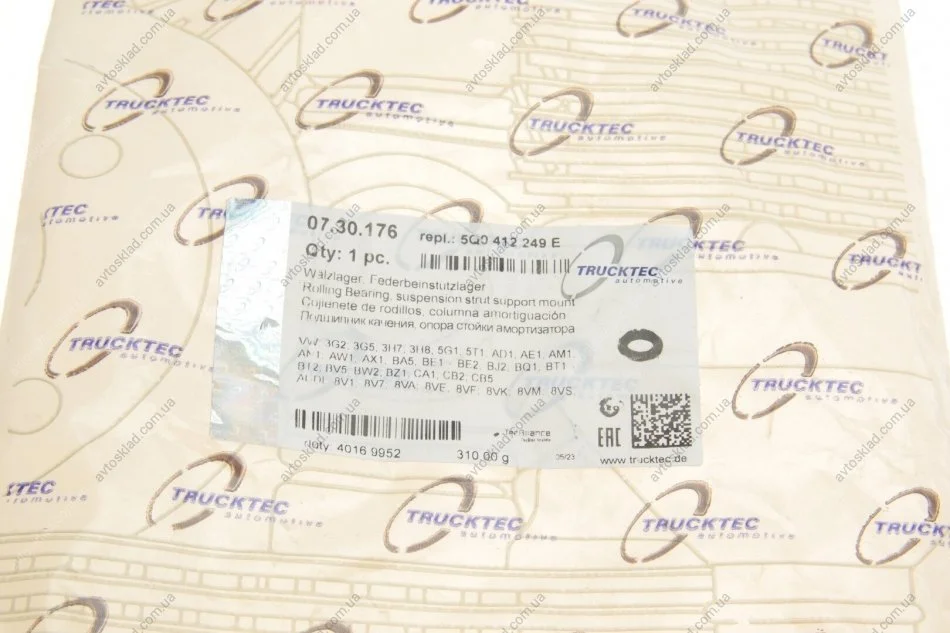 07.30.176
repl.: 5Q0 412 249 E
Qty: 1 pc.
TRUCKTEC
automotive
Wälzlager, Federbeinstützlager
Rolling Bearing, suspension strut support mount
Cojienete de rodillos, columna amortiguación
Подшипник качения, опора стойки амортизатора
VW: 3G2, 3G5, 3H7, 3H8, 5G1, 5T1, AD1, AE1, AM1,
AN1, AW1, AX1, BA5, BE1 - BE2, BJ2, BQ1, BT1
BT2, BV5, BW2, BZ1, CA1, CB2, CB5
AUDI: 8V1, 8V7, 8VA, 8VE, 8VF, 8VK, 8VM, 8VS,
EAC
4016 9952
310.00 g
05/23
www.trucktec.de
TRUCKTEC
automotive
avtosklad.com.ua